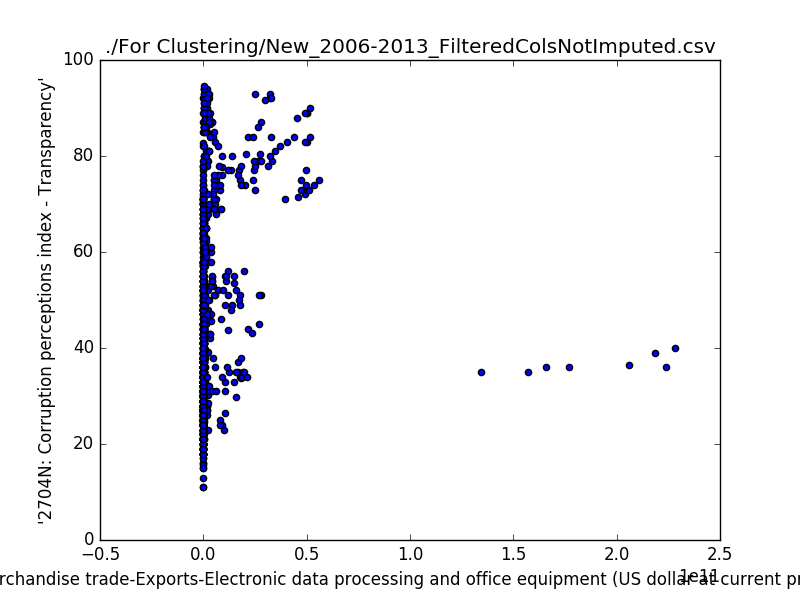 ./For Clustering/New_2006-2013_FilteredColsNotImputed.csv
'2704N: Corruption perceptions index - Transparency'
100
80
60
40
20
0
−0.5 0.0 0.5 1.0 1.5 2.0 2.5
1e11
rchandise trade-Exports-Electronic data processing and office equipment (US dollar at current pr